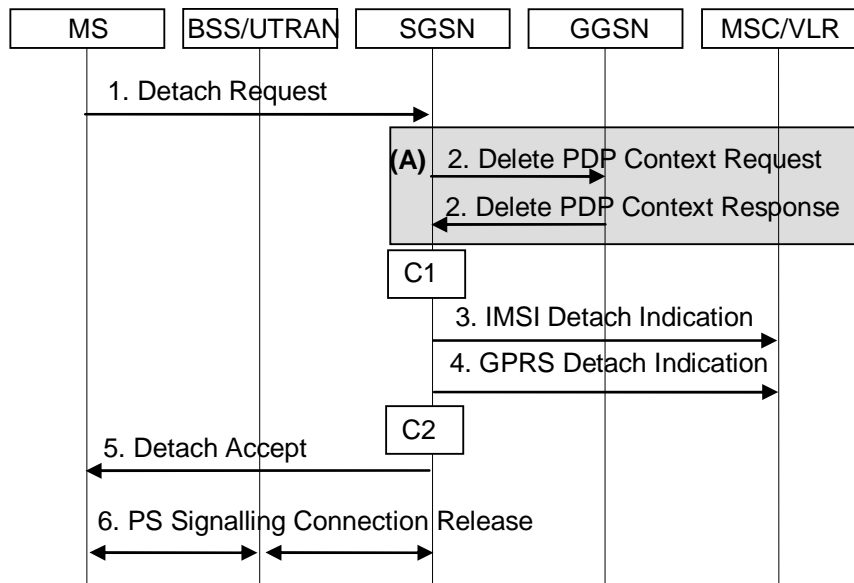 MS BSS/UTRAN SGSN GGSN MSC/VLR
1. Detach Request
(A) 2. Delete PDP Context Request
2. Delete PDP Context Response
C1
3. IMSI Detach Indication
4. GPRS Detach Indication
C2
5. Detach Accept
6. PS Signalling Connection Release